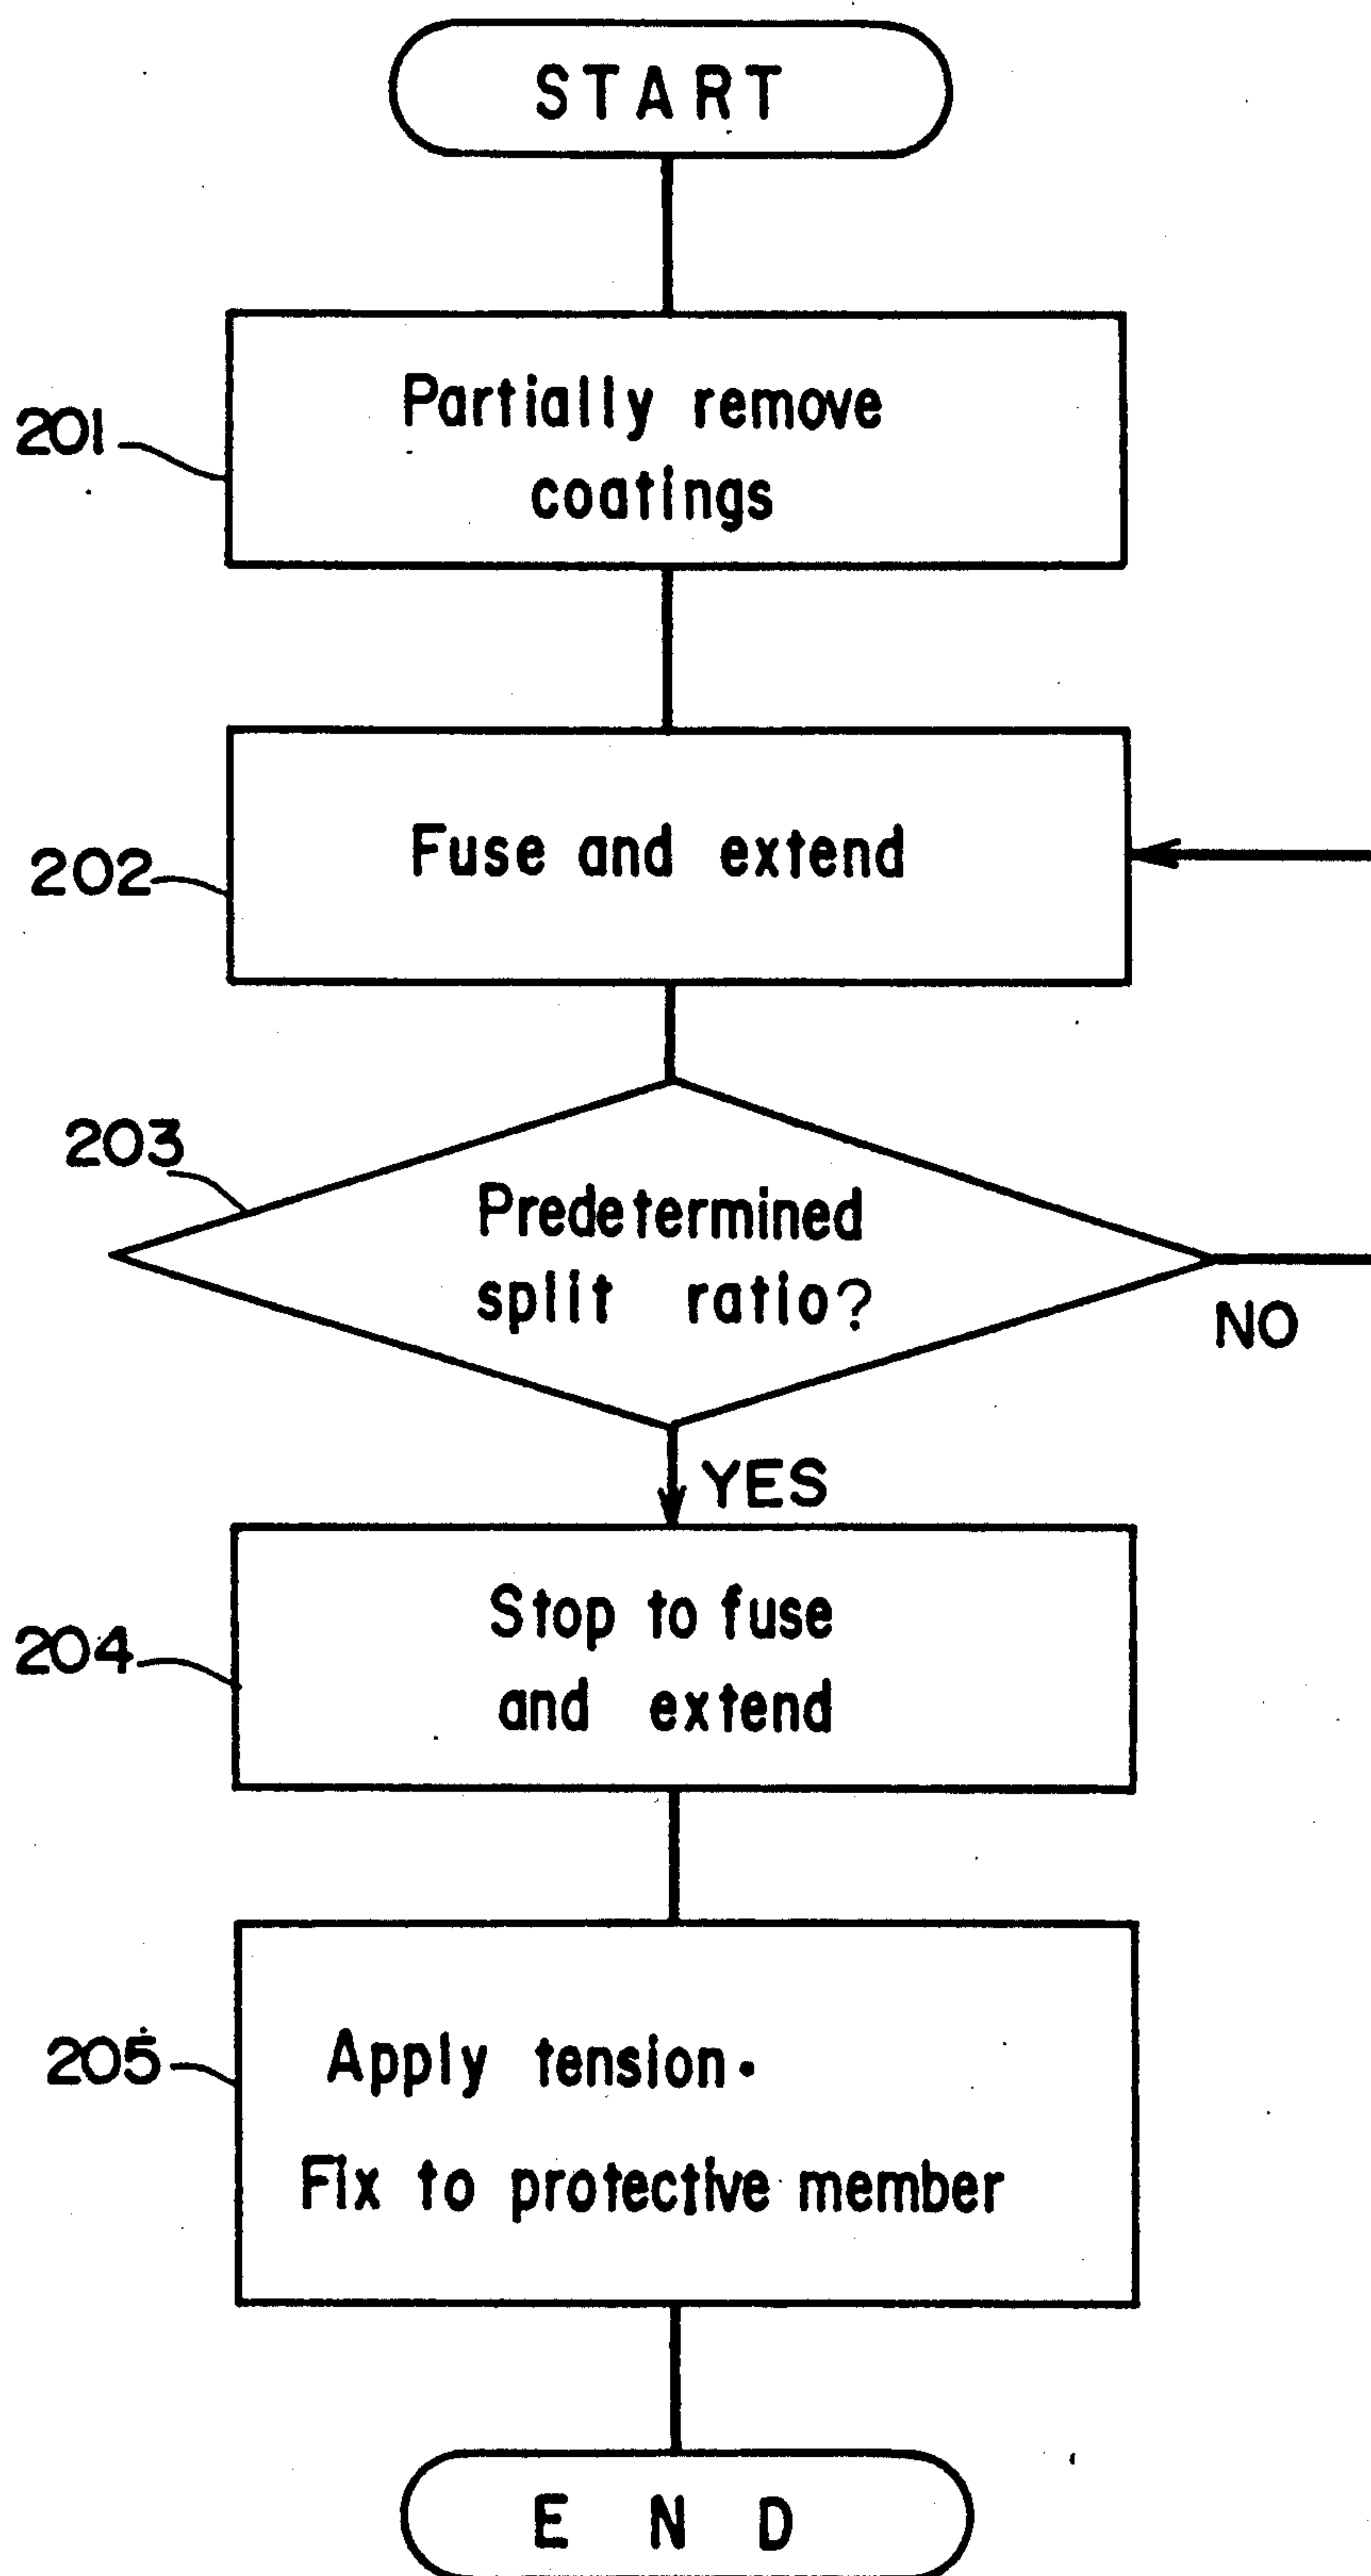 START
201
Partially remove
coatings
202
Fuse and extend
203
Predetermined
split ratio?
NO
YES
204
Stop to fuse
and extend
205
Apply tension.
Fix to protective member
END